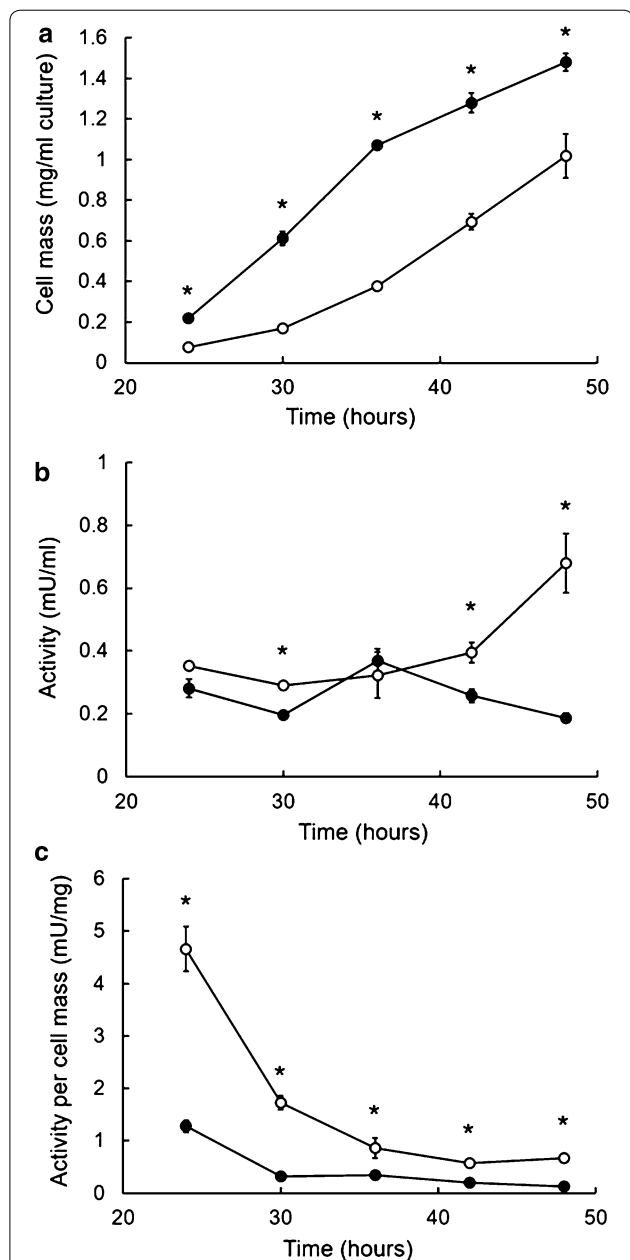 a
Cell mass (mg/ml culture)
1.6
1.4
1.2
1
0.8
0.6
0.4
0.2
0
* * * * *
20 30 40 50
Time (hours)
b
Activity (mU/ml)
1
0.8
0.6
0.4
0.2
0
* * *
20 30 40 50
Time (hours)
c
Activity per cell mass (mU/mg)
6
5
4
3
2
1
0
* * * * *
20 30 40 50
Time (hours)